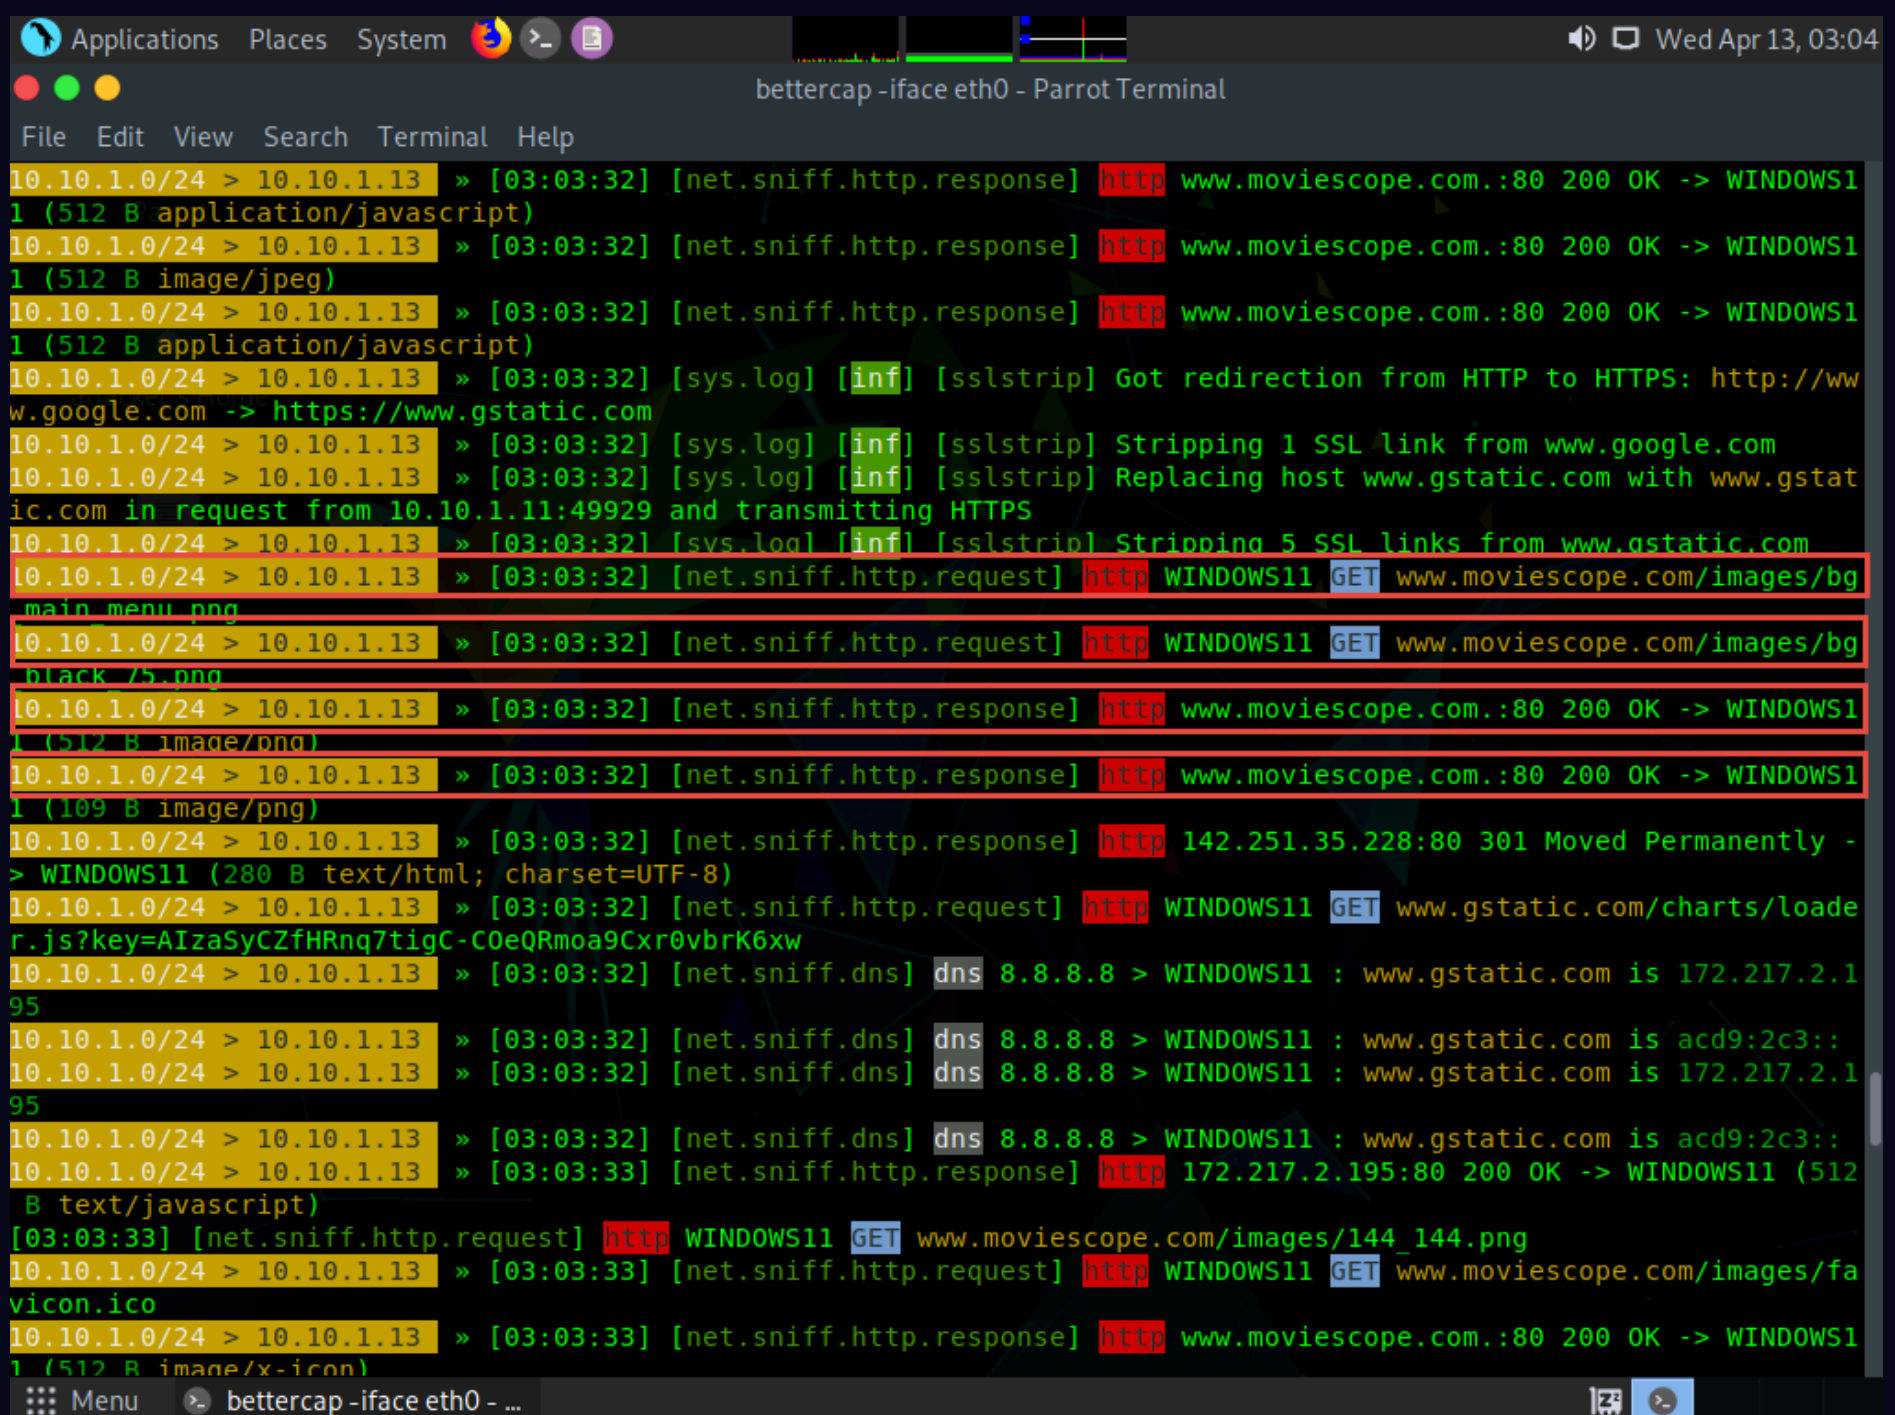 Applications Places System Wed Apr 13, 03:04
bettercap -iface eth0 - Parrot Terminal
File Edit View Search Terminal Help
10.10.1.0/24 > 10.10.1.13 » [03:03:32] [net.sniff.http.response] http www.moviescope.com.:80 200 OK -> WINDOWS1
1 (512 B application/javascript)
10.10.1.0/24 > 10.10.1.13 » [03:03:32] [net.sniff.http.response] http www.moviescope.com.:80 200 OK -> WINDOWS1
1 (512 B image/jpeg)
10.10.1.0/24 > 10.10.1.13 » [03:03:32] [net.sniff.http.response] http www.moviescope.com.:80 200 OK -> WINDOWS1
1 (512 B application/javascript)
10.10.1.0/24 > 10.10.1.13 » [03:03:32] [sys.log] [inf] [sslstrip] Got redirection from HTTP to HTTPS: http://ww
w.google.com -> https://www.gstatic.com
10.10.1.0/24 > 10.10.1.13 » [03:03:32] [sys.log] [inf] [sslstrip] Stripping 1 SSL link from www.google.com
10.10.1.0/24 > 10.10.1.13 » [03:03:32] [sys.log] [inf] [sslstrip] Replacing host www.gstatic.com with www.gstat
ic.com in request from 10.10.1.11:49929 and transmitting HTTPS
10.10.1.0/24 > 10.10.1.13 » [03:03:32] [sys.log] [inf] [sslstrip] Stripping 5 SSL links from www.gstatic.com
10.10.1.0/24 > 10.10.1.13 » [03:03:32] [net.sniff.http.request] http WINDOWS11 GET www.moviescope.com/images/bg
_main_menu.png
10.10.1.0/24 > 10.10.1.13 » [03:03:32] [net.sniff.http.request] http WINDOWS11 GET www.moviescope.com/images/bg
_black_75.png
10.10.1.0/24 > 10.10.1.13 » [03:03:32] [net.sniff.http.response] http www.moviescope.com.:80 200 OK -> WINDOWS1
1 (512 B image/png)
10.10.1.0/24 > 10.10.1.13 » [03:03:32] [net.sniff.http.response] http www.moviescope.com.:80 200 OK -> WINDOWS1
1 (109 B image/png)
10.10.1.0/24 > 10.10.1.13 » [03:03:32] [net.sniff.http.response] http 142.251.35.228:80 301 Moved Permanently -
> WINDOWS11 (280 B text/html; charset=UTF-8)
10.10.1.0/24 > 10.10.1.13 » [03:03:32] [net.sniff.http.request] http WINDOWS11 GET www.gstatic.com/charts/loade
r.js?key=AIzaSyCZfHRnq7tigC-COeQRmoa9Cxr0vbrK6xw
10.10.1.0/24 > 10.10.1.13 » [03:03:32] [net.sniff.dns] dns 8.8.8.8 > WINDOWS11 : www.gstatic.com is 172.217.2.1
95
10.10.1.0/24 > 10.10.1.13 » [03:03:32] [net.sniff.dns] dns 8.8.8.8 > WINDOWS11 : www.gstatic.com is acd9:2c3::
10.10.1.0/24 > 10.10.1.13 » [03:03:32] [net.sniff.dns] dns 8.8.8.8 > WINDOWS11 : www.gstatic.com is 172.217.2.1
95
10.10.1.0/24 > 10.10.1.13 » [03:03:32] [net.sniff.dns] dns 8.8.8.8 > WINDOWS11 : www.gstatic.com is acd9:2c3::
10.10.1.0/24 > 10.10.1.13 » [03:03:33] [net.sniff.http.response] http 172.217.2.195:80 200 OK -> WINDOWS11 (512
B text/javascript)
[03:03:33] [net.sniff.http.request] http WINDOWS11 GET www.moviescope.com/images/144_144.png
10.10.1.0/24 > 10.10.1.13 » [03:03:33] [net.sniff.http.request] http WINDOWS11 GET www.moviescope.com/images/fa
vicon.ico
10.10.1.0/24 > 10.10.1.13 » [03:03:33] [net.sniff.http.response] http www.moviescope.com.:80 200 OK -> WINDOWS1
1 (512 B image/x-icon)
Menu bettercap -iface eth0 - ...